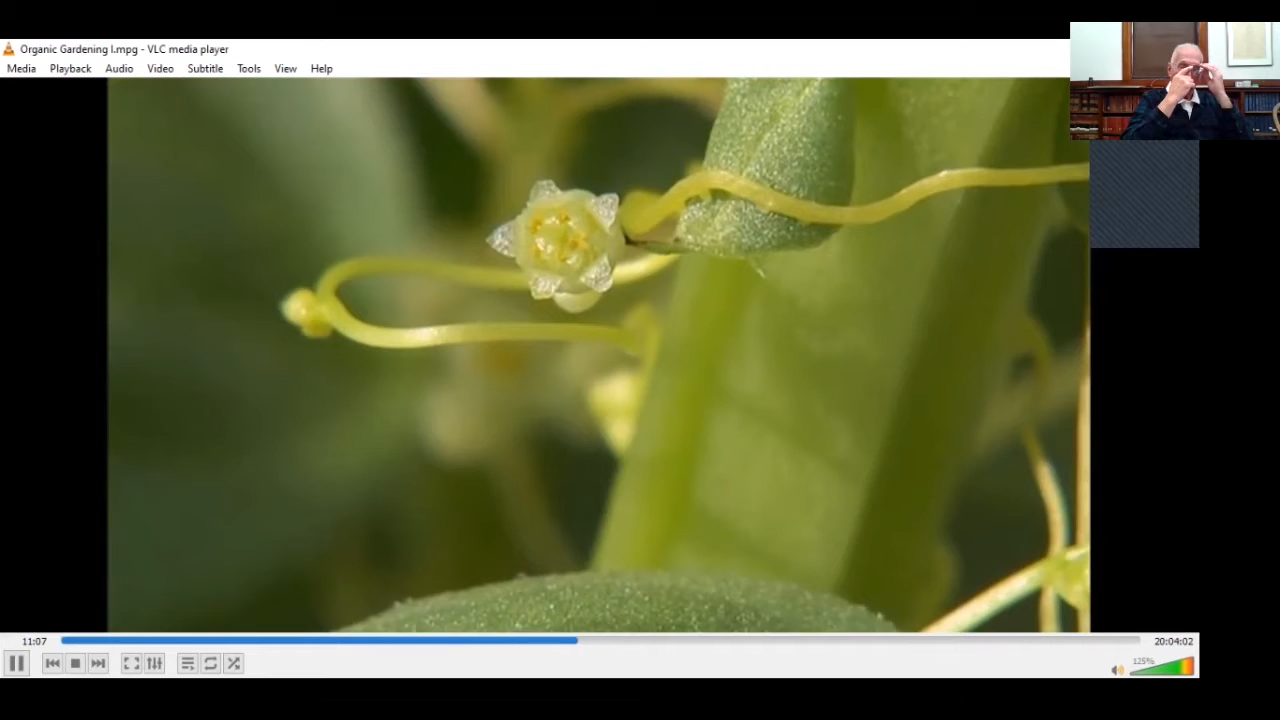 Organic Gardening I.mpg - VLC media player
Media Playback Audio Video Subtitle Tools View Help
11:07
20:04:02
125%